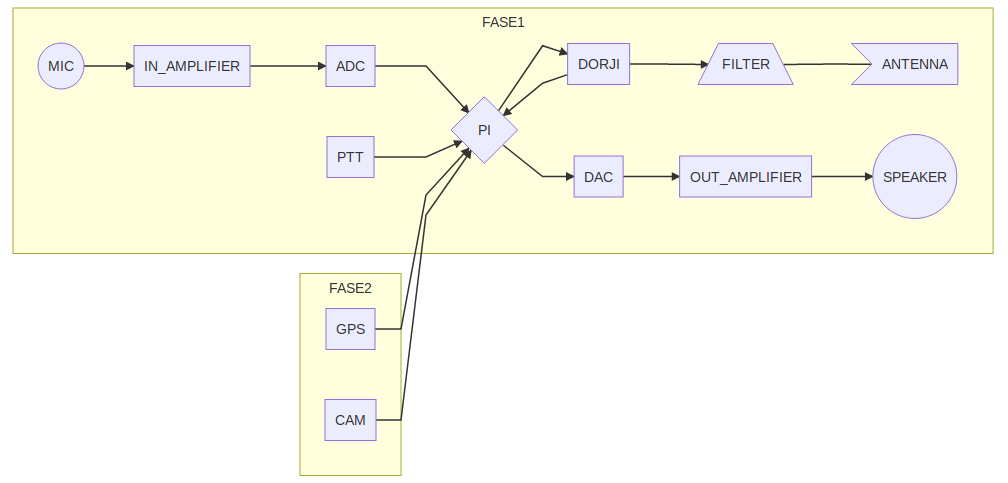 FASE1
MIC
IN_AMPLIFIER
ADC
PTT
PI
DORJI
FILTER
ANTENNA
DAC
OUT_AMPLIFIER
SPEAKER
FASE2
GPS
CAM